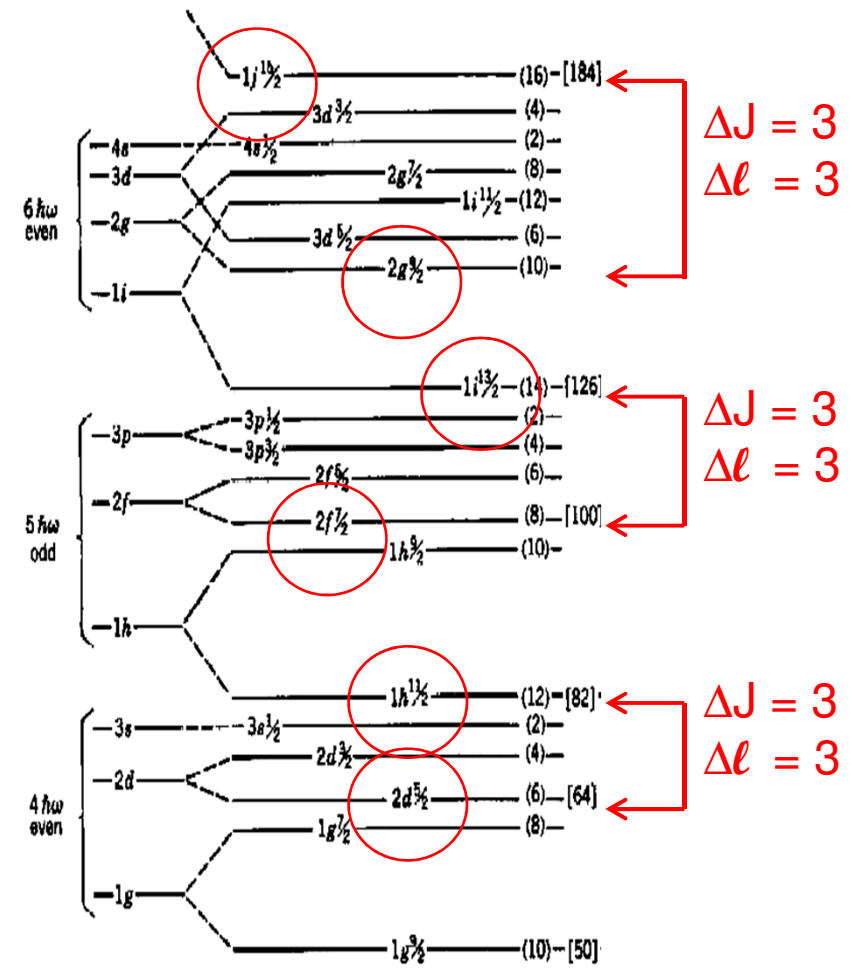 1j 15/2 (16) [184]
3d 3/2 (4)
4s 4s 1/2 (2)
3d 2g 7/2 (8)
1i 11/2 (12)
6 ħω
even
2g 3d 5/2 (6)
2g 9/2 (10)
1i
ΔJ = 3
Δℓ = 3
1i 13/2 (14) [126]
3p 3p 1/2 (2)
3p 3/2 (4)
2f 2f 5/2 (6)
2f 7/2 (8) [100]
5 ħω
odd
1h 9/2 (10)
1h
ΔJ = 3
Δℓ = 3
1h 11/2 (12) [82]
3s 3s 1/2 (2)
2d 2d 3/2 (4)
2d 5/2 (6) [64]
4 ħω
even
1g 7/2 (8)
1g
1g 9/2 (10) [50]
ΔJ = 3
Δℓ = 3